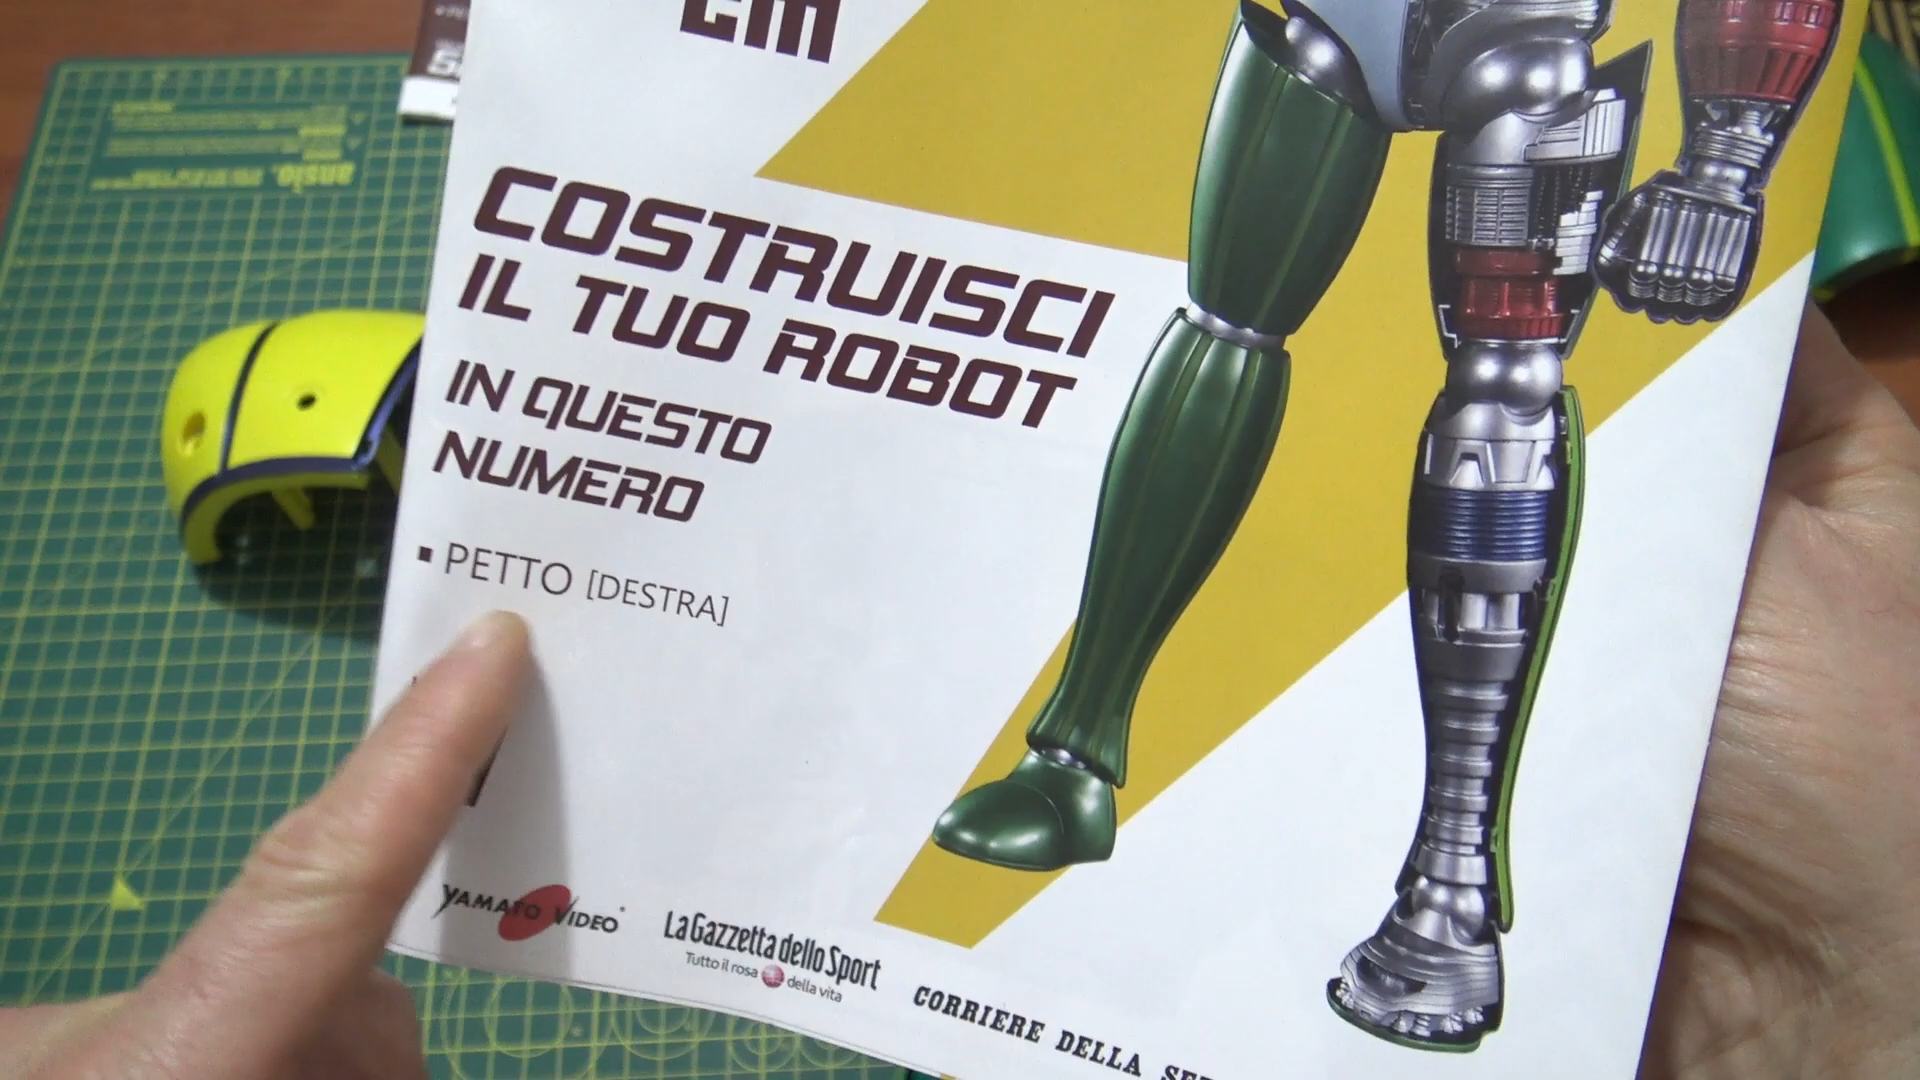 COSTRUISCI
IL TUO ROBOT
IN QUESTO
NUMERO
▪ PETTO [DESTRA]
YAMATO VIDEO
La Gazzetta dello Sport
Tutto il rosa della vita
CORRIERE DELLA